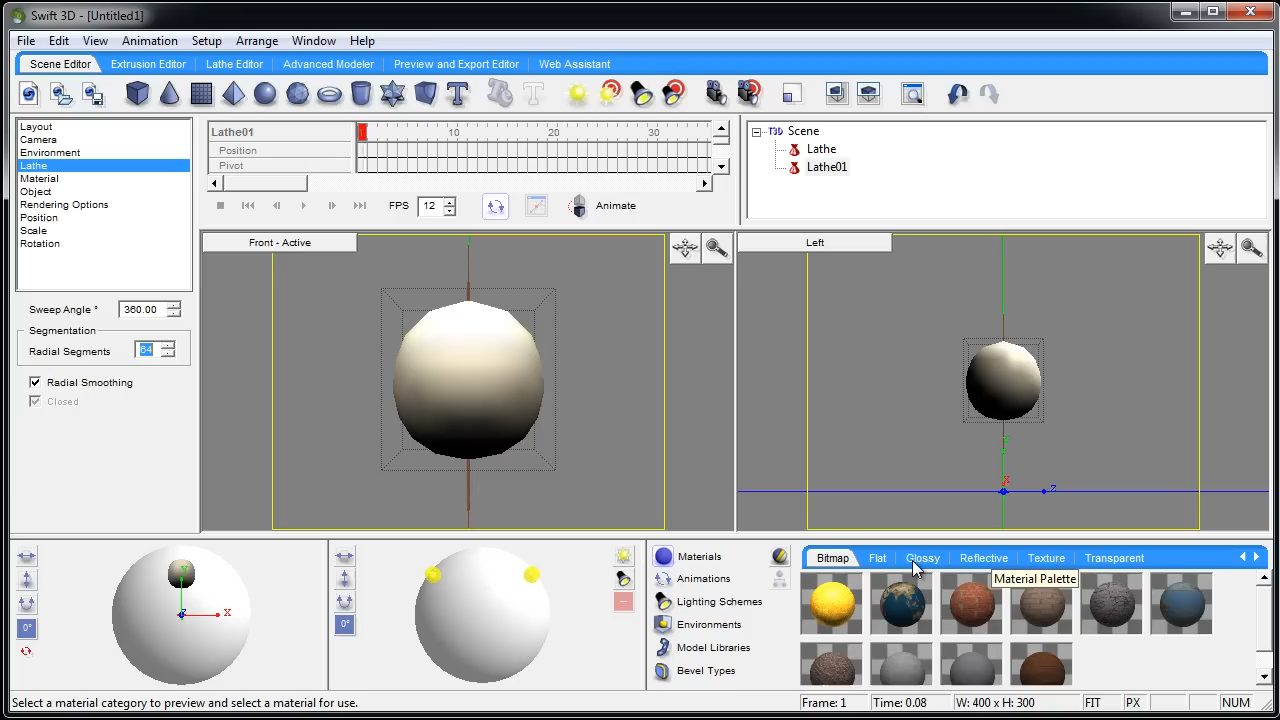 Swift 3D - [Untitled1]
File Edit View Animation Setup Arrange Window Help
Scene Editor Extrusion Editor Lathe Editor Advanced Modeler Preview and Export Editor Web Assistant
Layout
Camera
Environment
Lathe
Material
Object
Rendering Options
Position
Scale
Rotation
Sweep Angle ° 360.00
Segmentation
Radial Segments 64
Radial Smoothing
Closed
Lathe01 1 10 20 30
Position
Pivot
FPS 12 Animate
Scene
Lathe
Lathe01
Front - Active
Left
Y
X
Z
Y
X
0°
0°
Materials
Animations
Lighting Schemes
Environments
Model Libraries
Bevel Types
Bitmap Flat Glossy Reflective Texture Transparent
Material Palette
Select a material category to preview and select a material for use.
Frame: 1 Time: 0.08 W: 400 x H: 300 FIT PX NUM